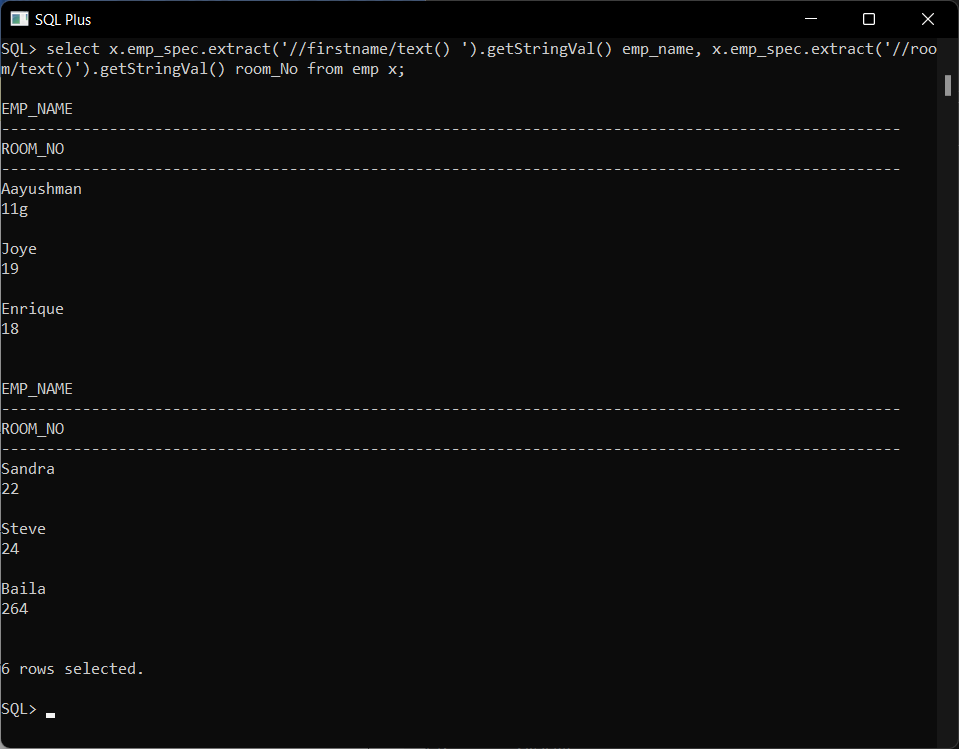 SQL Plus
SQL> select x.emp_spec.extract('//firstname/text() ').getStringVal() emp_name, x.emp_spec.extract('//roo
m/text()').getStringVal() room_No from emp x;
EMP_NAME
----------------------------------------------------------------------------------------------------
ROOM_NO
----------------------------------------------------------------------------------------------------
Aayushman
11g
Joye
19
Enrique
18
EMP_NAME
----------------------------------------------------------------------------------------------------
ROOM_NO
----------------------------------------------------------------------------------------------------
Sandra
22
Steve
24
Baila
264
6 rows selected.
SQL>